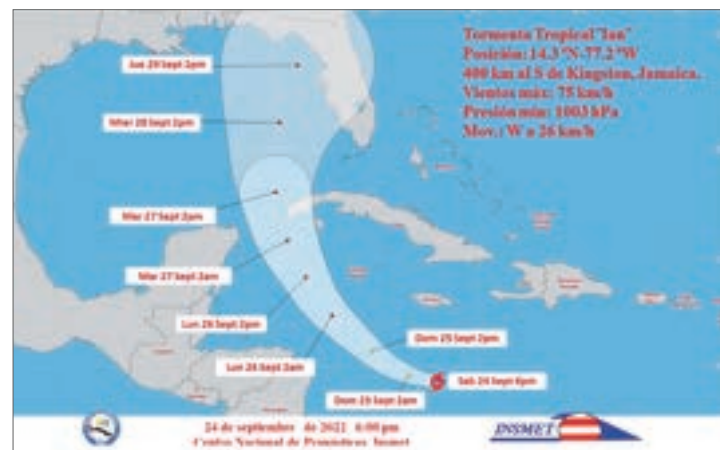 Tormenta Tropical "Ian"
Posición: 14.3 ºN-77.2 ºW
400 km al S de Kingston, Jamaica.
Vientos máx: 75 km/h
Presión mín: 1003 hPa
Mov.: W a 26 km/h
Jue 29 Sept 2pm
Mier 28 Sept 2pm
Mar 27 Sept 2pm
Mar 27 Sept 2am
Lun 26 Sept 2pm
Lun 26 Sept 2am
Dom 25 Sept 2pm
Dom 25 Sept 2am
Sab 24 Sept 6pm
24 de septiembre de 2022 6:00 pm
Centro Nacional de Pronósticos Insmet
INSMET